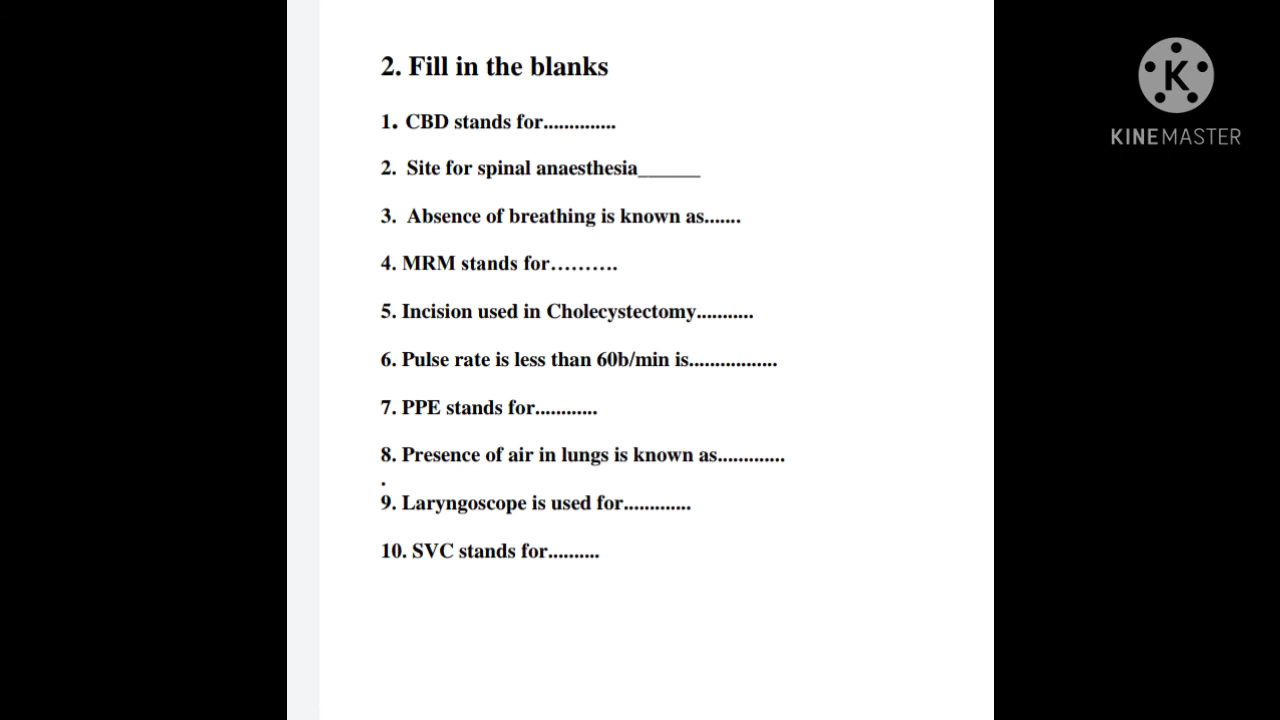 2. Fill in the blanks
1. CBD stands for..............
2. Site for spinal anaesthesia______
3. Absence of breathing is known as.......
4. MRM stands for……….
5. Incision used in Cholecystectomy...........
6. Pulse rate is less than 60b/min is.................
7. PPE stands for............
8. Presence of air in lungs is known as.............
.
9. Laryngoscope is used for.............
10. SVC stands for..........
K
KINEMASTER